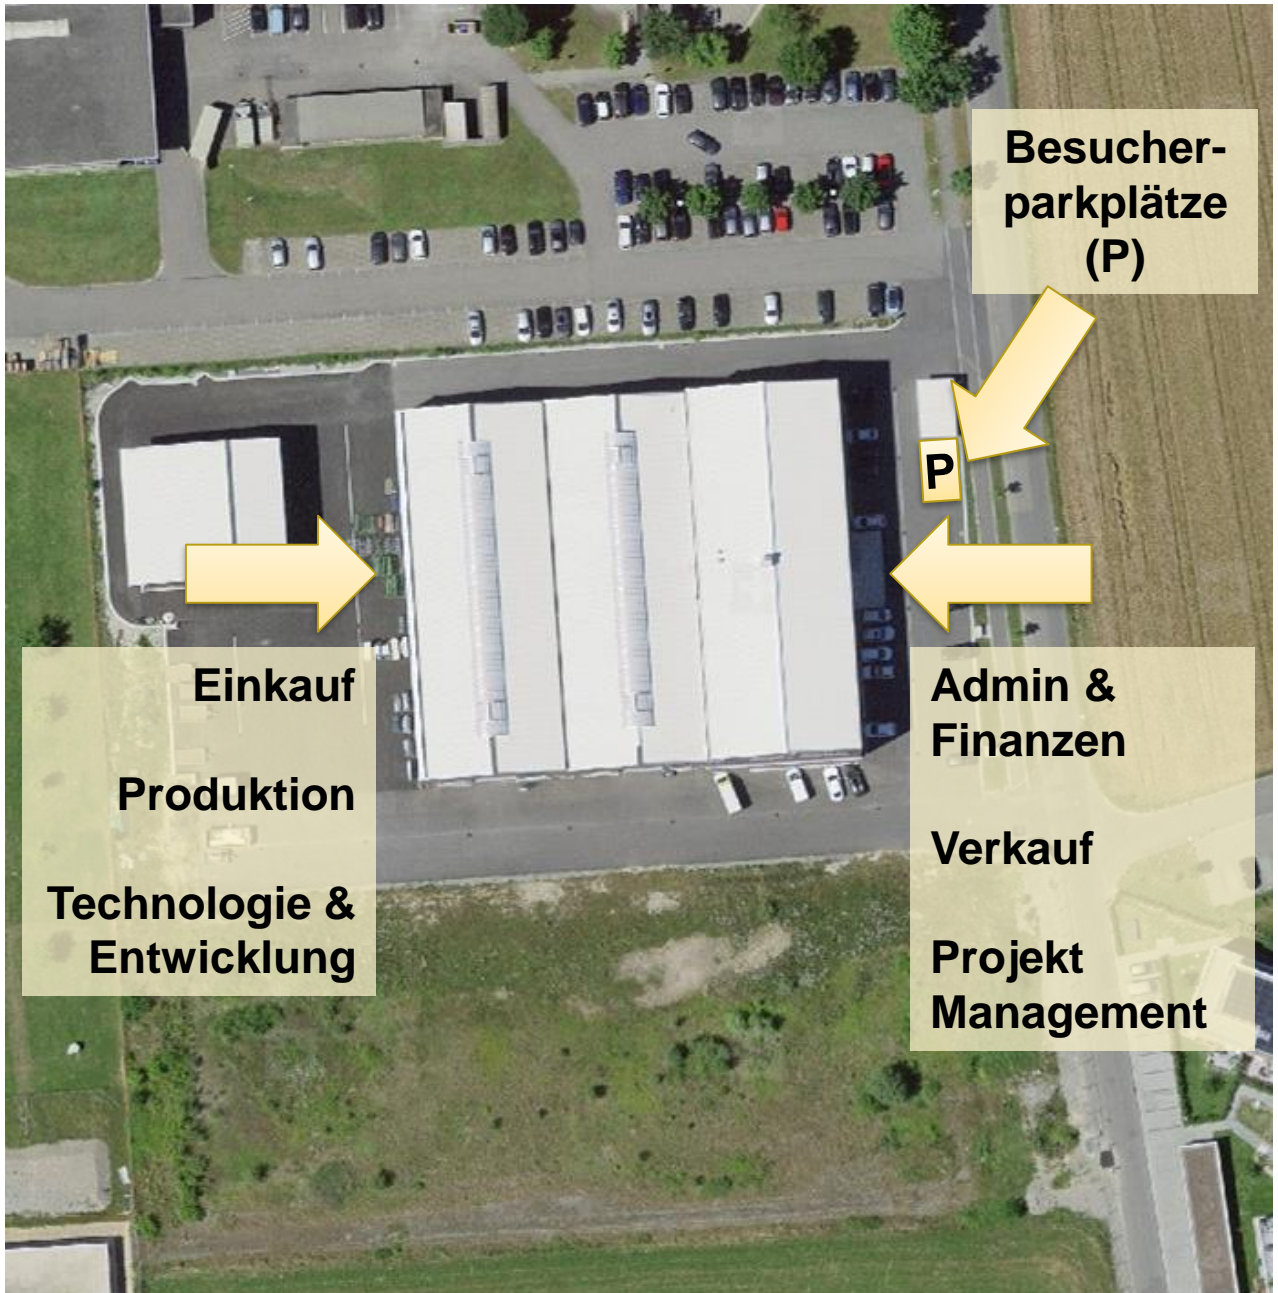 Besucher-
parkplätze
(P)
P
Einkauf
Produktion
Technologie &
Entwicklung
Admin &
Finanzen
Verkauf
Projekt
Management